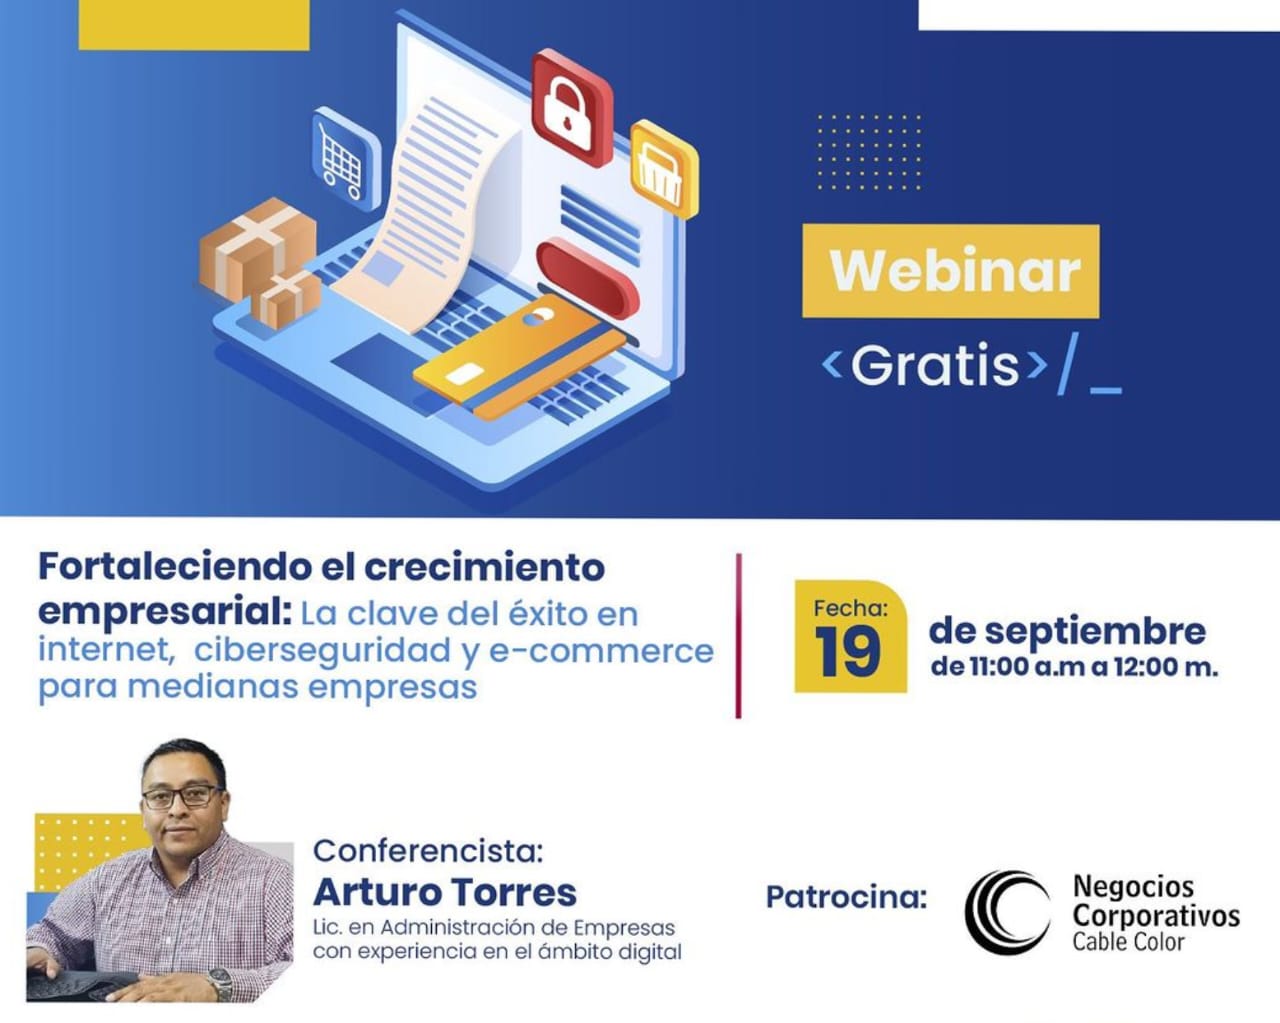 Webinar
<Gratis>/_
Fortaleciendo el crecimiento
empresarial: La clave del éxito en
internet, ciberseguridad y e-commerce
para medianas empresas
Fecha:
19
de septiembre
de 11:00 a.m a 12:00 m.
Conferencista:
Arturo Torres
Lic. en Administración de Empresas
con experiencia en el ámbito digital
Patrocina:
Negocios
Corporativos
Cable Color